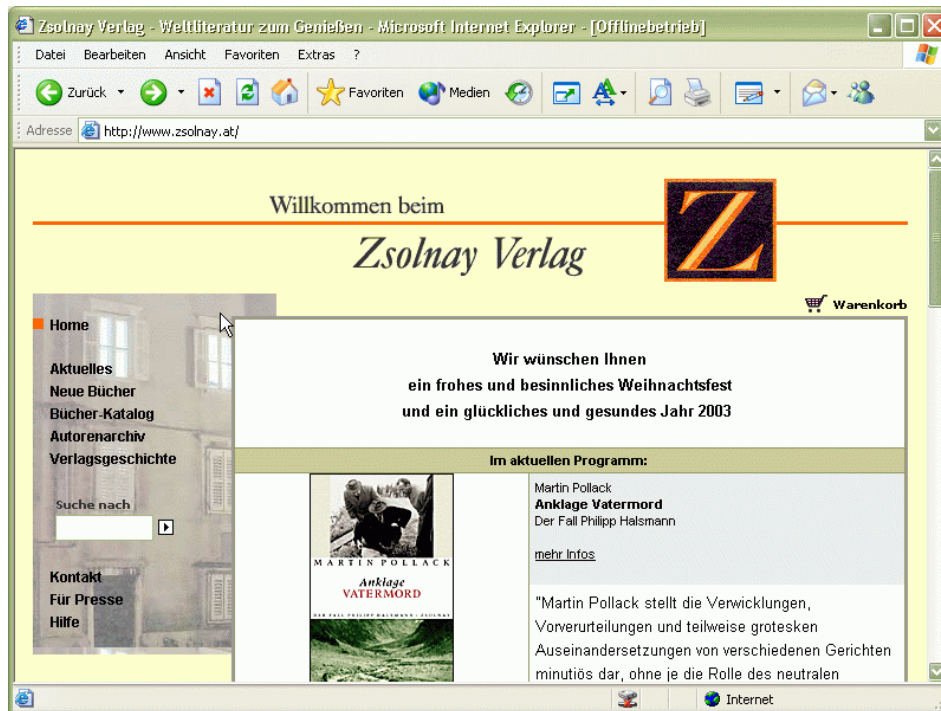 Zsolnay Verlag - Weltliteratur zum Genießen - Microsoft Internet Explorer - [Offlinebetrieb]
Datei Bearbeiten Ansicht Favoriten Extras ?
Zurück Favoriten Medien
Adresse http://www.zsolnay.at/
Willkommen beim
Zsolnay Verlag
Z
Warenkorb
Home
Aktuelles
Neue Bücher
Bücher-Katalog
Autorenarchiv
Verlagsgeschichte
Suche nach
Kontakt
Für Presse
Hilfe
Wir wünschen Ihnen
ein frohes und besinnliches Weihnachtsfest
und ein glückliches und gesundes Jahr 2003
Im aktuellen Programm:
MARTIN POLLACK
Anklage
VATERMORD
DER FALL PHILIPP HALSMANN · ZSOLNAY
Martin Pollack
Anklage Vatermord
Der Fall Philipp Halsmann
mehr Infos
"Martin Pollack stellt die Verwicklungen,
Vorverurteilungen und teilweise grotesken
Auseinandersetzungen von verschiedenen Gerichten
minutiös dar, ohne je die Rolle des neutralen
Internet